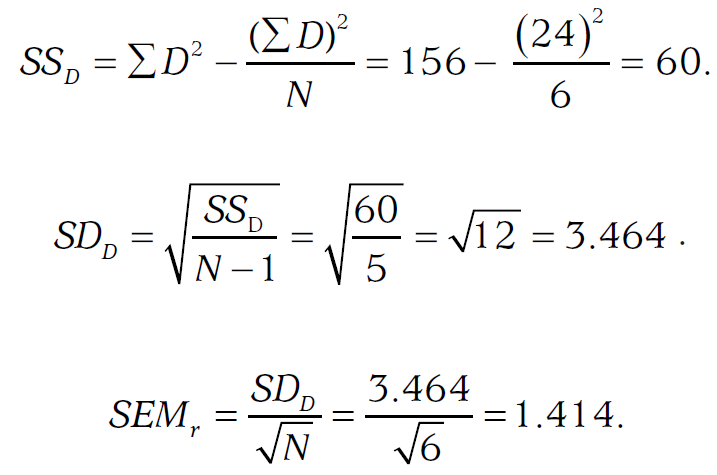 SS_D = ∑D² − (∑D)²/N = 156 − (24)²/6 = 60.
SD_D = √(SS_D/(N − 1)) = √(60/5) = √12 = 3.464 .
SEM_r = SD_D/√N = 3.464/√6 = 1.414.